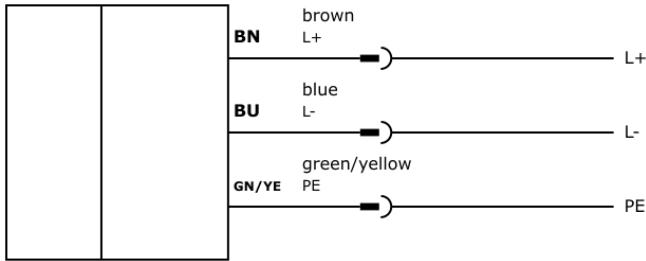 brown
BN L+
L+
blue
BU L-
L-
green/yellow
GN/YE PE
PE